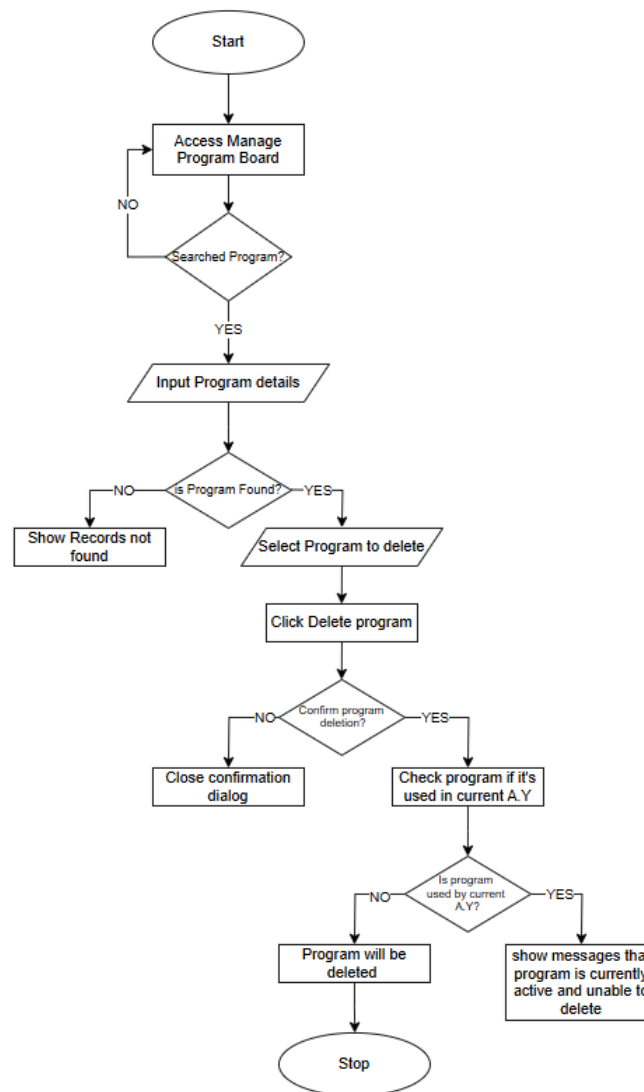 Start
Access Manage
Program Board
NO
Searched Program?
YES
Input Program details
is Program Found?
NO
YES
Show Records not
found
Select Program to delete
Click Delete program
Confirm program
deletion?
NO
YES
Close confirmation
dialog
Check program if it's
used in current A.Y
Is program
used by current
A.Y?
NO
YES
Program will be
deleted
show messages tha
program is currently
active and unable to
delete
Stop